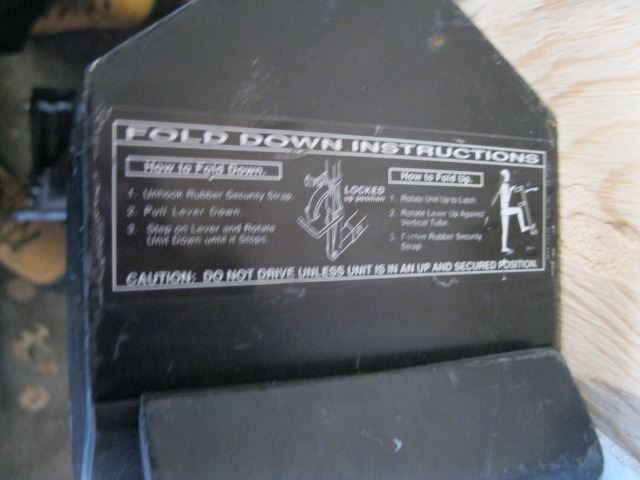 FOLD DOWN INSTRUCTIONS
How to Fold Down.
1. Unhook Rubber Security Strap
2. Pull Lever Down.
3. Step on Lever and Rotate
Unit Down until it Stops
LOCKED
up position
How to Fold Up.
1. Rotate Unit Up to Latch.
2. Rotate Lever Up Against
Vertical Tube.
3. Fasten Rubber Security
Strap.
CAUTION: DO NOT DRIVE UNLESS UNIT IS IN AN UP AND SECURED POSITION.